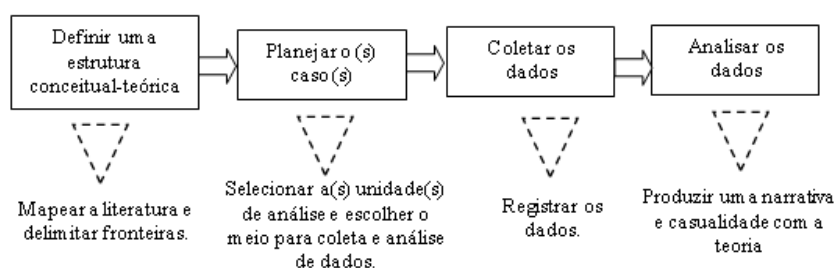 Definir uma
estrutura
conceitual-teórica
Planejar o (s)
caso(s)
Coletar os
dados
Analisar os
dados
Mapear a literatura e
delimitar fronteiras.
Selecionar a(s) unidade(s)
de análise e escolher o
meio para coleta e análise
de dados.
Registrar os
dados.
Produzir uma narrativa
e casualidade com a
teoria